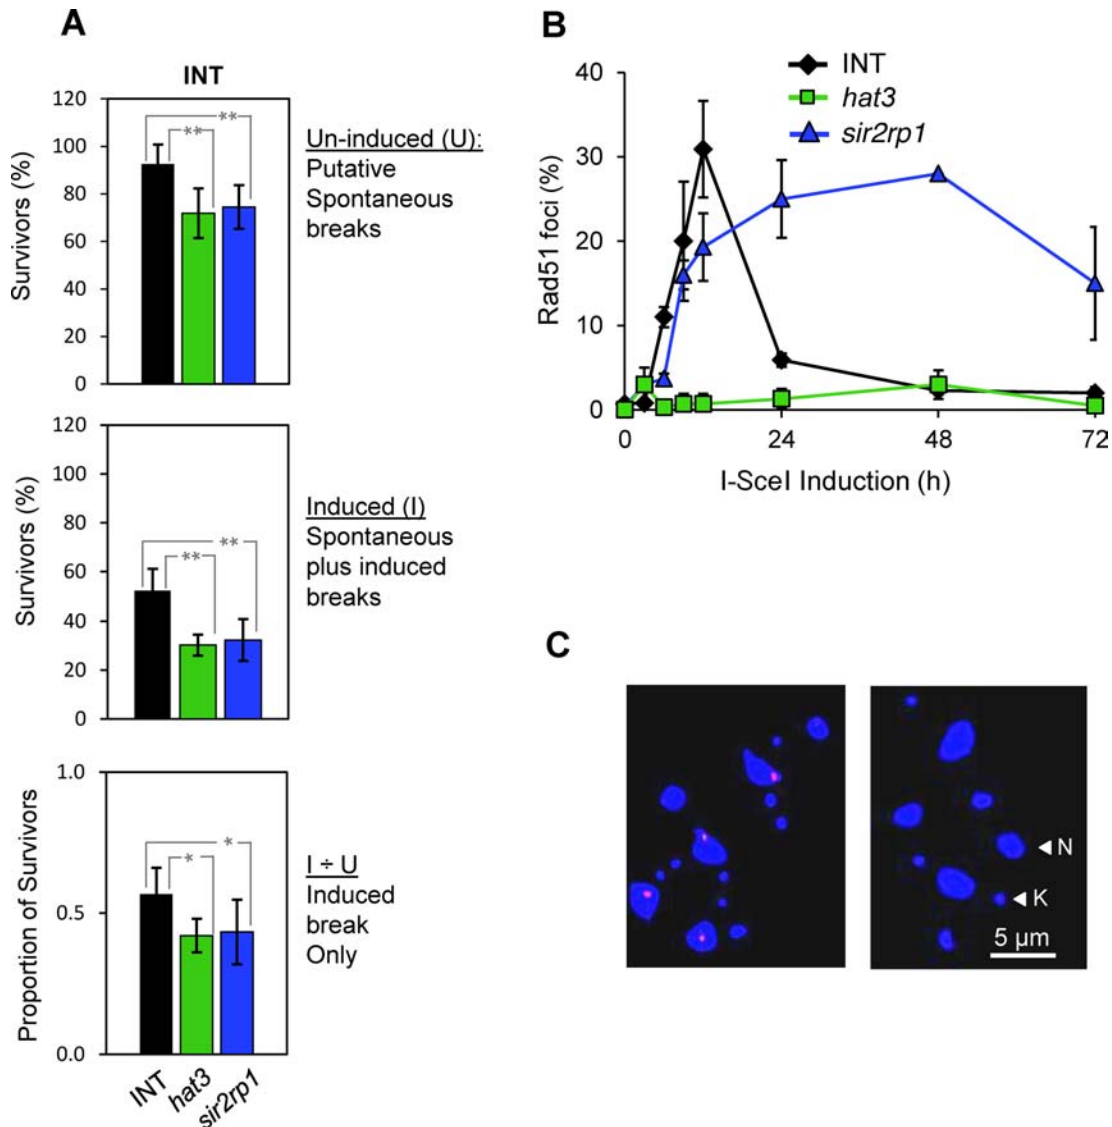 A
INT
120
100
80
60
40
20
0
Survivors (%)
**
**
Un-induced (U):
Putative
Spontaneous
breaks
120
100
80
60
40
20
0
Survivors (%)
**
**
Induced (I)
Spontaneous
plus induced
breaks
1.0
0.5
0.0
Proportion of Survivors
*
*
I ÷ U
Induced
break
Only
INT
hat3
sir2rp1
B
INT
hat3
sir2rp1
40
30
20
10
0
Rad51 foci (%)
0 24 48 72
I-SceI Induction (h)
C
N
K
5 μm